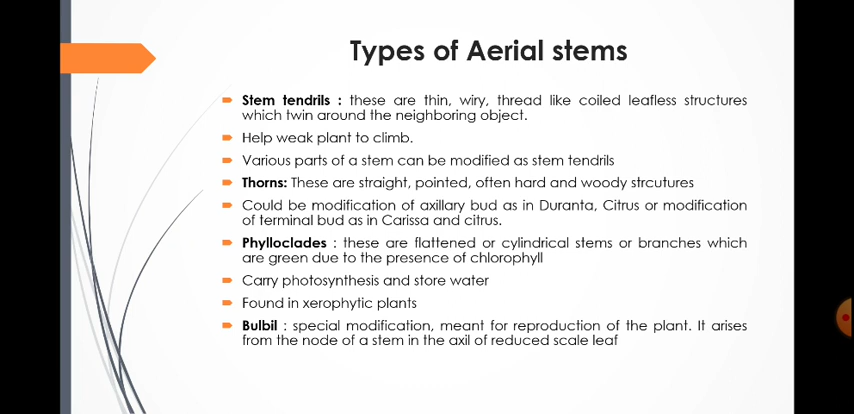 Types of Aerial stems
Stem tendrils : these are thin, wiry, thread like coiled leafless structures
which twin around the neighboring object.
Help weak plant to climb.
Various parts of a stem can be modified as stem tendrils
Thorns: These are straight, pointed, often hard and woody strcutures
Could be modification of axillary bud as in Duranta, Citrus or modification
of terminal bud as in Carissa and citrus.
Phylloclades : these are flattened or cylindrical stems or branches which
are green due to the presence of chlorophyll
Carry photosynthesis and store water
Found in xerophytic plants
Bulbil : special modification, meant for reproduction of the plant. It arises
from the node of a stem in the axil of reduced scale leaf